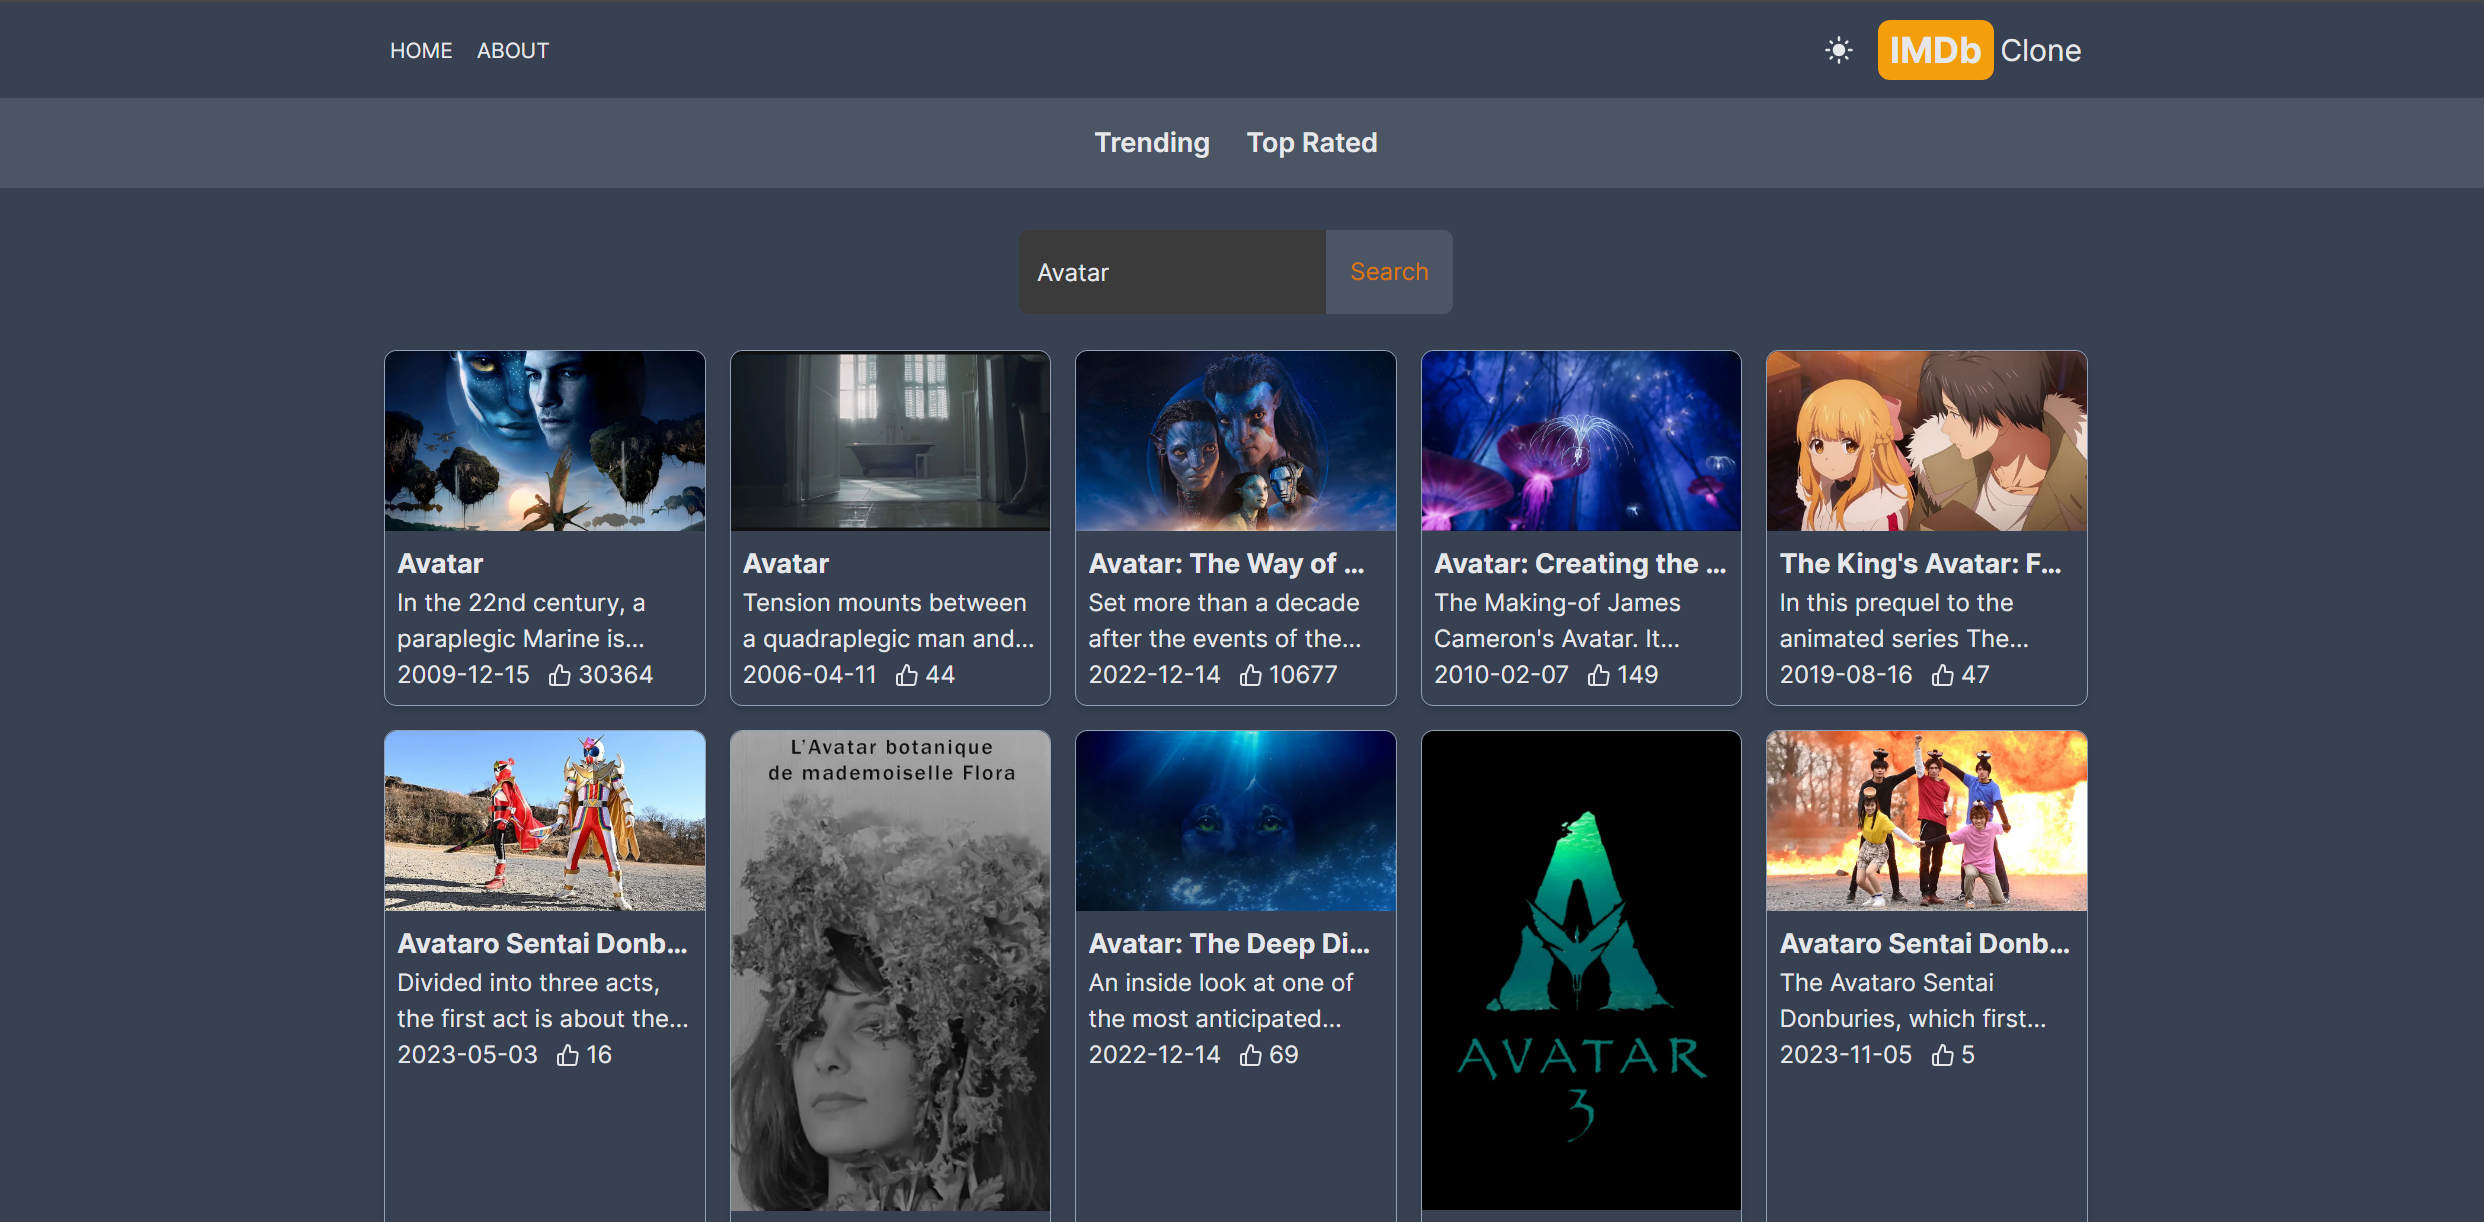 HOME ABOUT IMDb Clone
Trending Top Rated
Avatar Search
Avatar
In the 22nd century, a
paraplegic Marine is...
2009-12-15 30364
Avatar
Tension mounts between
a quadraplegic man and...
2006-04-11 44
Avatar: The Way of ...
Set more than a decade
after the events of the...
2022-12-14 10677
Avatar: Creating the ...
The Making-of James
Cameron's Avatar. It...
2010-02-07 149
The King's Avatar: F...
In this prequel to the
animated series The...
2019-08-16 47
Avataro Sentai Donb...
Divided into three acts,
the first act is about the...
2023-05-03 16
L'Avatar botanique
de mademoiselle Flora
Avatar: The Deep Di...
An inside look at one of
the most anticipated...
2022-12-14 69
AVATAR
3
Avataro Sentai Donb...
The Avataro Sentai
Donburies, which first...
2023-11-05 5